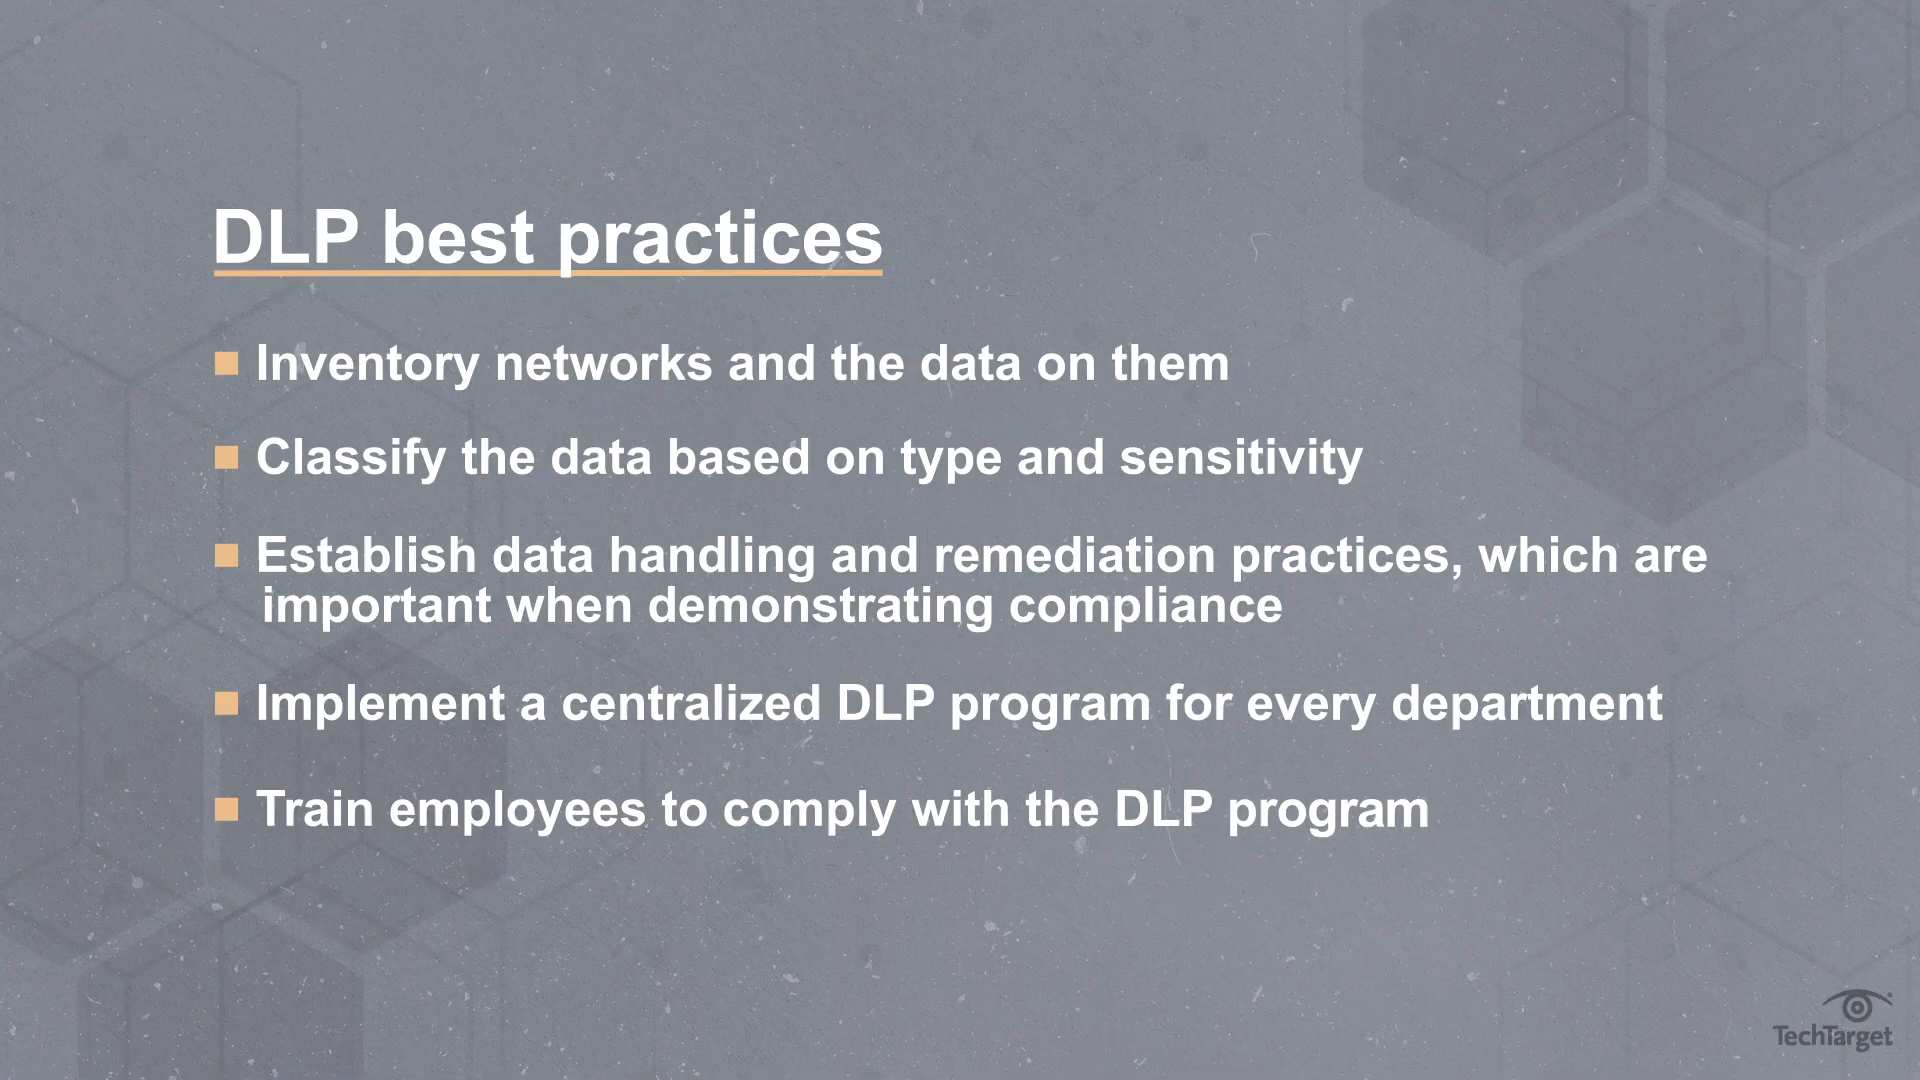 DLP best practices
Inventory networks and the data on them
Classify the data based on type and sensitivity
Establish data handling and remediation practices, which are
important when demonstrating compliance
Implement a centralized DLP program for every department
Train employees to comply with the DLP program
TechTarget